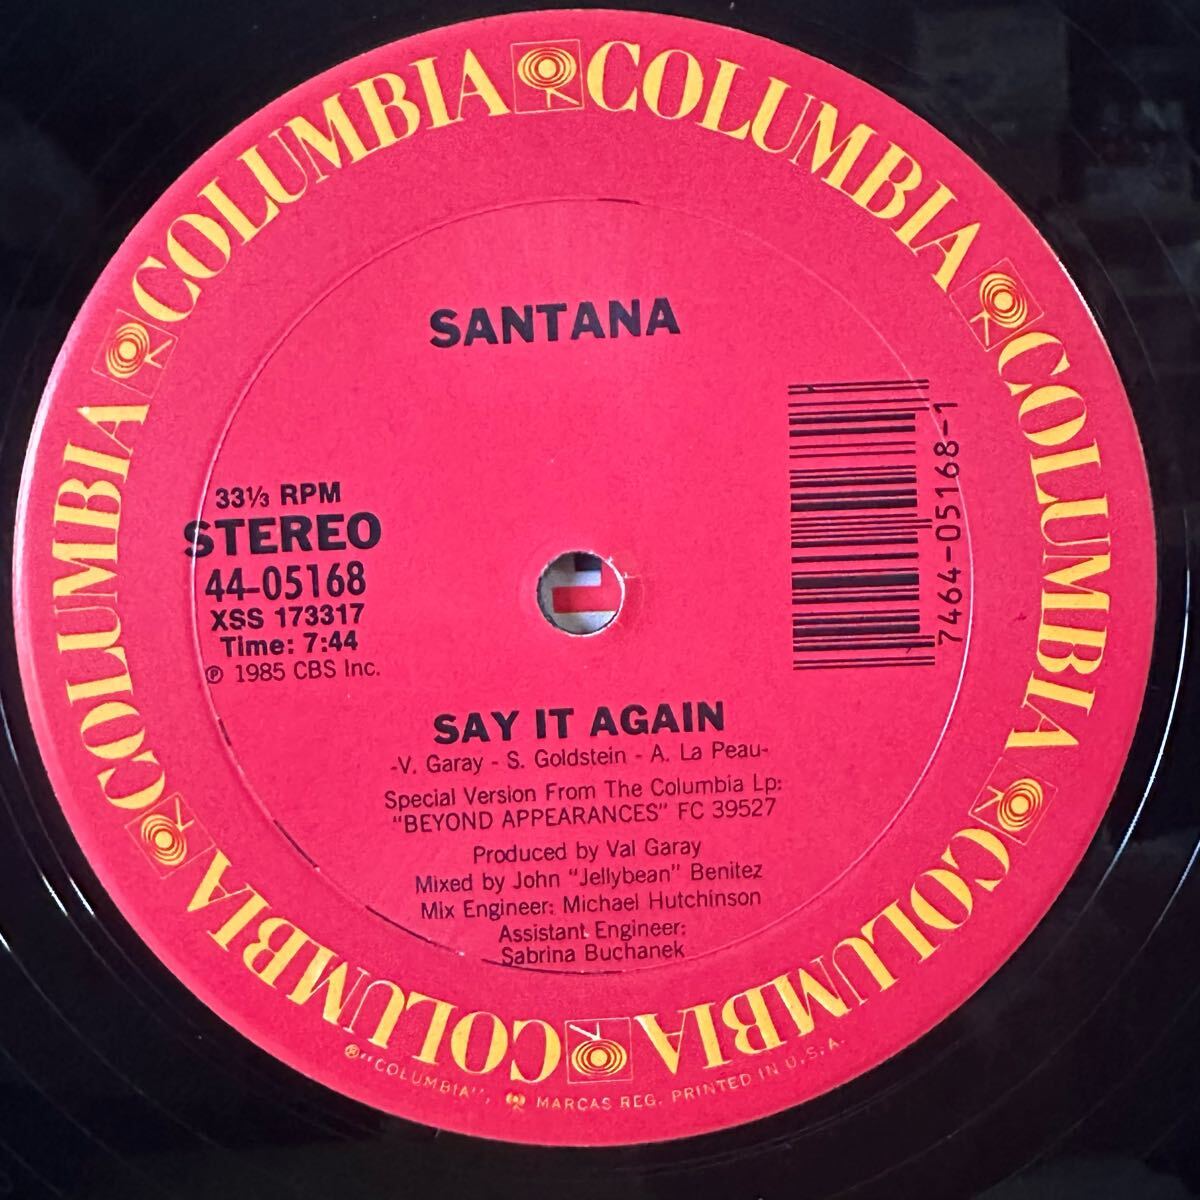 COLUMBIA COLUMBIA COLUMBIA COLUMBIA COLUMBIA COLUMBIA COLUMBIA COLUMBIA
SANTANA
33⅓ RPM
STEREO
44-05168
XSS 173317
Time: 7:44
℗ 1985 CBS Inc.
7464-05168-1
SAY IT AGAIN
-V. Garay - S. Goldstein - A. La Peau-
Special Version From The Columbia Lp:
"BEYOND APPEARANCES" FC 39527
Produced by Val Garay
Mixed by John "Jellybean" Benitez
Mix Engineer: Michael Hutchinson
Assistant Engineer:
Sabrina Buchanek
®"COLUMBIA", MARCAS REG. PRINTED IN U.S.A.